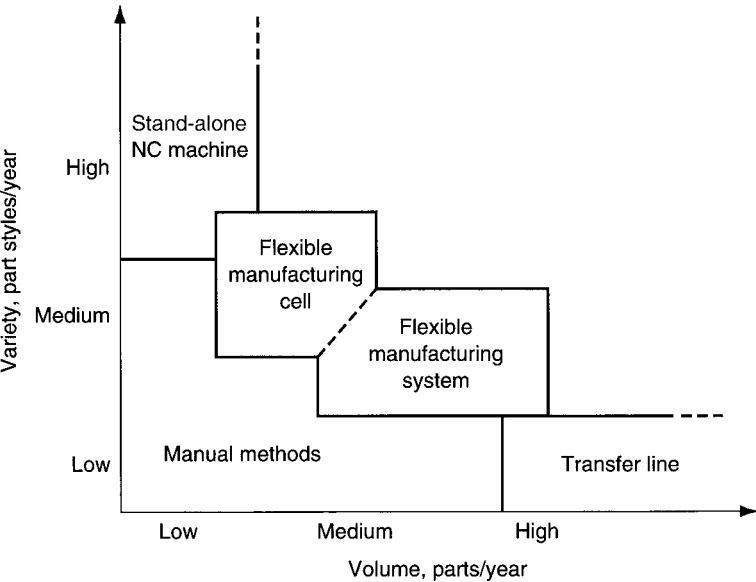 Variety, part styles/year
Stand-alone
NC machine
High
Flexible
manufacturing
cell
Medium
Flexible
manufacturing
system
Low
Manual methods
Transfer line
Low
Medium
High
Volume, parts/year